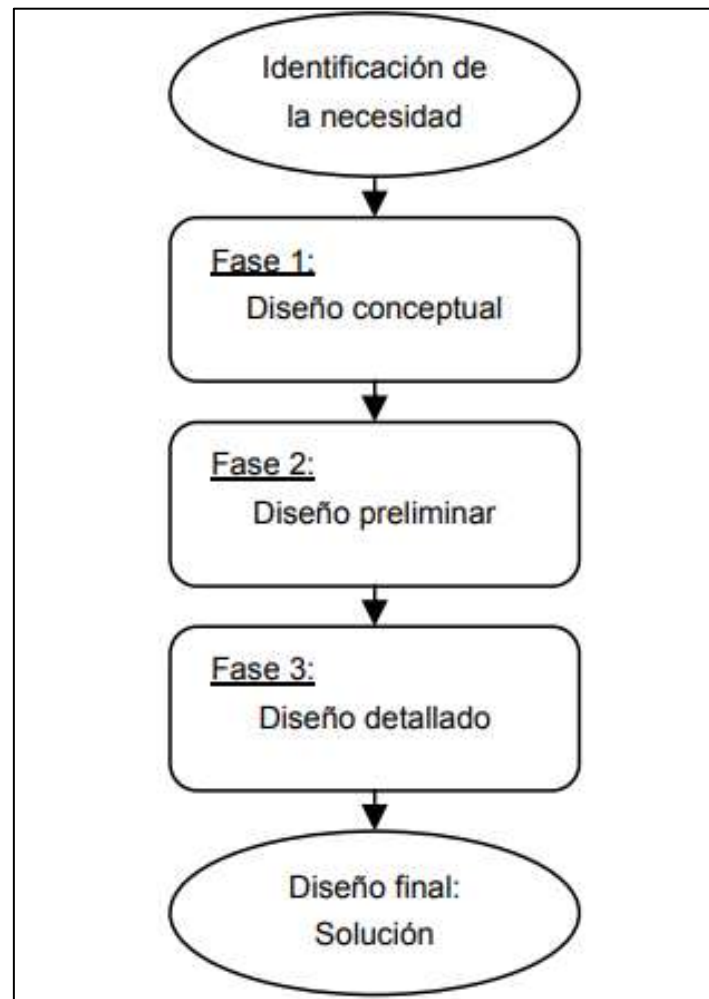 Identificación de
la necesidad
Fase 1:
Diseño conceptual
Fase 2:
Diseño preliminar
Fase 3:
Diseño detallado
Diseño final:
Solución